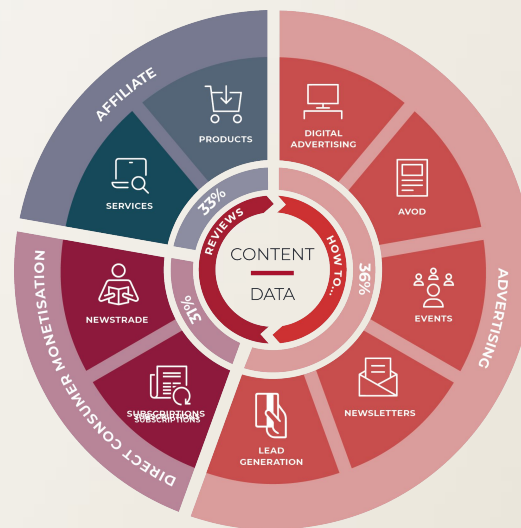 AFFILIATE
PRODUCTS
SERVICES
33%
DIGITAL
ADVERTISING
AVOD
EVENTS
NEWSLETTERS
LEAD
GENERATION
ADVERTISING
36%
NEWSTRADE
SUBSCRIPTIONS
SUBSCRIPTIONS
DIRECT CONSUMER MONETISATION
31%
REVIEWS
HOW TO...
CONTENT
DATA